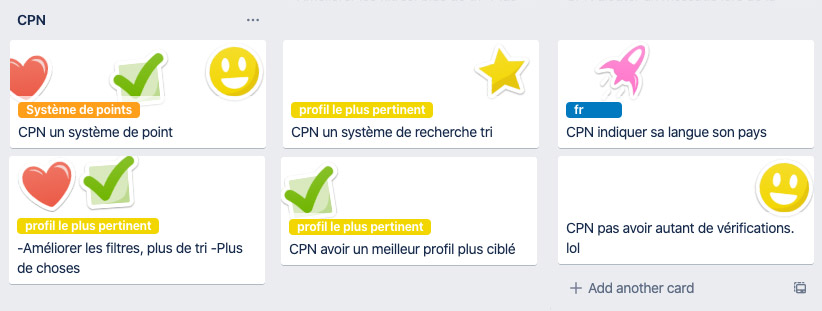 CPN
Système de points
CPN un système de point
profil le plus pertinent
-Améliorer les filtres, plus de tri -Plus
de choses
profil le plus pertinent
CPN un système de recherche tri
profil le plus pertinent
CPN avoir un meilleur profil plus ciblé
fr
CPN indiquer sa langue son pays
CPN pas avoir autant de vérifications.
lol
Add another card